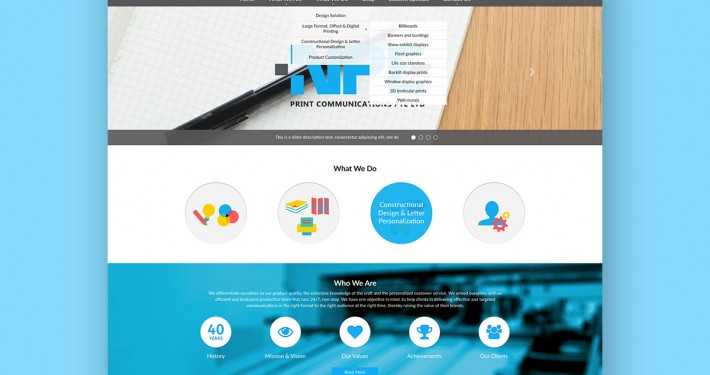 Design Solution
Large Format, Offset & Digital
Printing
Constructional Design & Letter
Personalization
Product Customization
Billboards
Banners and buntings
Show exhibit displays
Fleet graphics
Life size standees
Backlit display prints
Window display graphics
3D lenticular prints
Wall murals
PRINT COMMUNICATIONS PTE LTD
This is a slider description text, consectetur adipiscing elit, sed do
What We Do
Constructional
Design & Letter
Personalization
Who We Are
We differentiate ourselves by our product quality, the extensive knowledge of the craft and the personalized customer service. We armed ourselves with an
efficient and dedicated production team that runs 24/7, non-stop. We have one objective in mind, to help clients in delivering effective and targeted
communications in the right format to the right audience at the right time, thereby raising the value of their brands.
40
YEARS
History
Mission & Vision
Our Values
Achievements
Our Clients
Read More